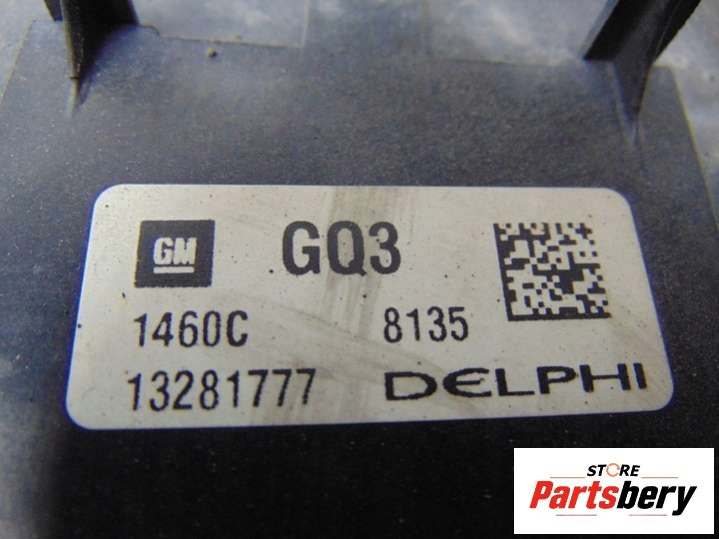 GM GQ3
1460C 8135
13281777 DELPHI
STORE
Partsbery